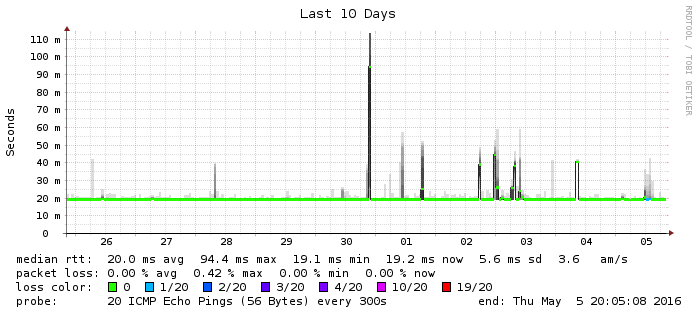 Last 10 Days
RRDTOOL / TOBI OETIKER
Seconds
110 m
100 m
90 m
80 m
70 m
60 m
50 m
40 m
30 m
20 m
10 m
0
26 27 28 29 30 01 02 03 04 05
median rtt: 20.0 ms avg 94.4 ms max 19.1 ms min 19.2 ms now 5.6 ms sd 3.6 am/s
packet loss: 0.00 % avg 0.42 % max 0.00 % min 0.00 % now
loss color: 0 1/20 2/20 3/20 4/20 10/20 19/20
probe: 20 ICMP Echo Pings (56 Bytes) every 300s end: Thu May 5 20:05:08 2016